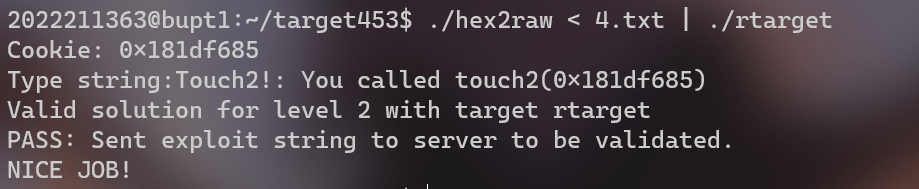 2022211363@bupt1:~/target453$ ./hex2raw < 4.txt | ./rtarget
Cookie: 0x181df685
Type string:Touch2!: You called touch2(0x181df685)
Valid solution for level 2 with target rtarget
PASS: Sent exploit string to server to be validated.
NICE JOB!